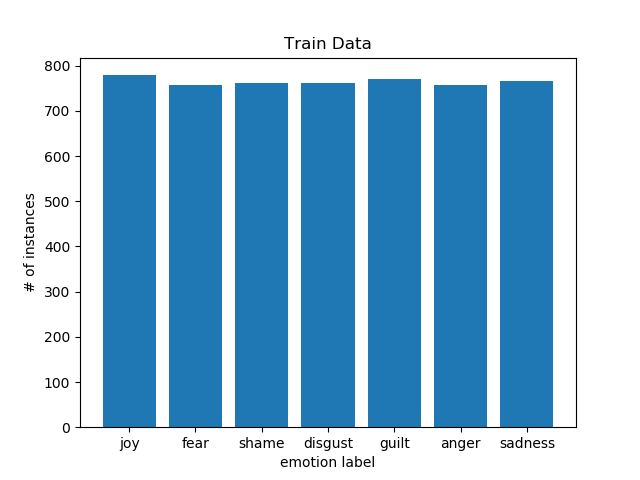 Train Data
800
700
600
500
400
300
200
100
0
# of instances
joy fear shame disgust guilt anger sadness
emotion label